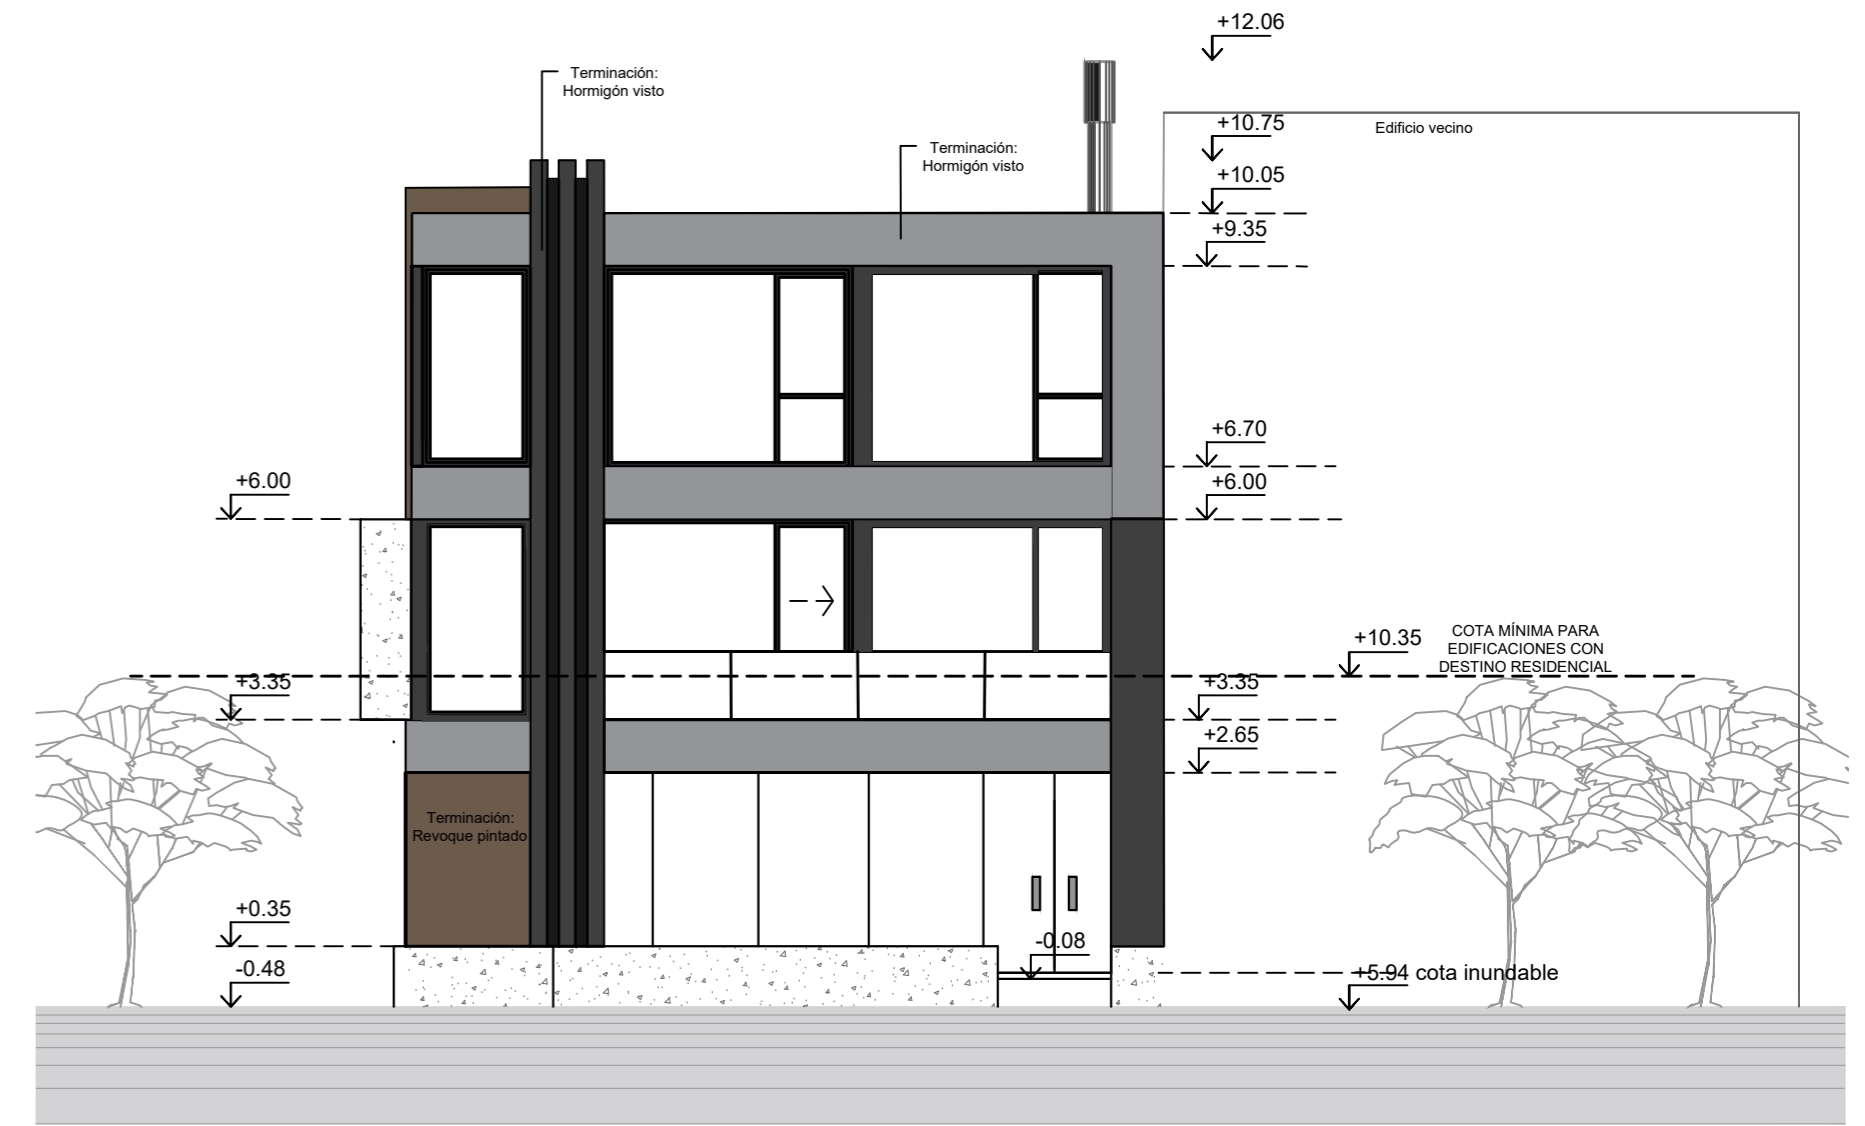 +12.06
Terminación:
Hormigón visto
+10.75
Edificio vecino
Terminación:
Hormigón visto
+10.05
+9.35
+6.70
+6.00
+6.00
+10.35
COTA MÍNIMA PARA
EDIFICACIONES CON
DESTINO RESIDENCIAL
+3.35
+3.35
+2.65
Terminación:
Revoque pintado
+0.35
-0.08
-0.48
+5.94 cota inundable